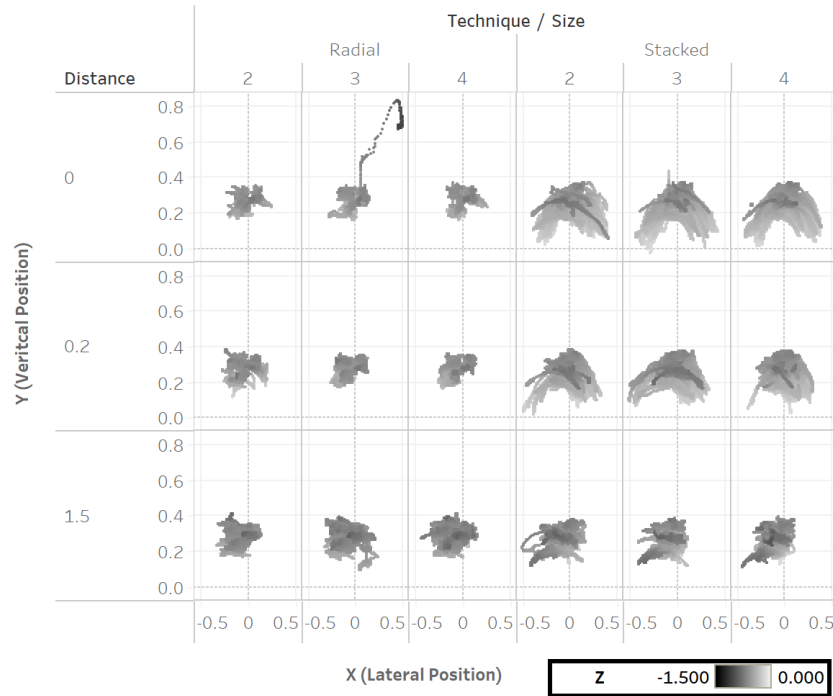 Technique / Size
Radial Stacked
Distance 2 3 4 2 3 4
0.8
0.6
0 0.4
0.2
0.0
0.8
0.6
0.2 0.4
0.2
0.0
0.8
0.6
1.5 0.4
0.2
0.0
Y (Veritcal Position)
-0.5 0 0.5 -0.5 0 0.5 -0.5 0 0.5 -0.5 0 0.5 -0.5 0 0.5 -0.5 0 0.5
X (Lateral Position)
Z -1.500 0.000